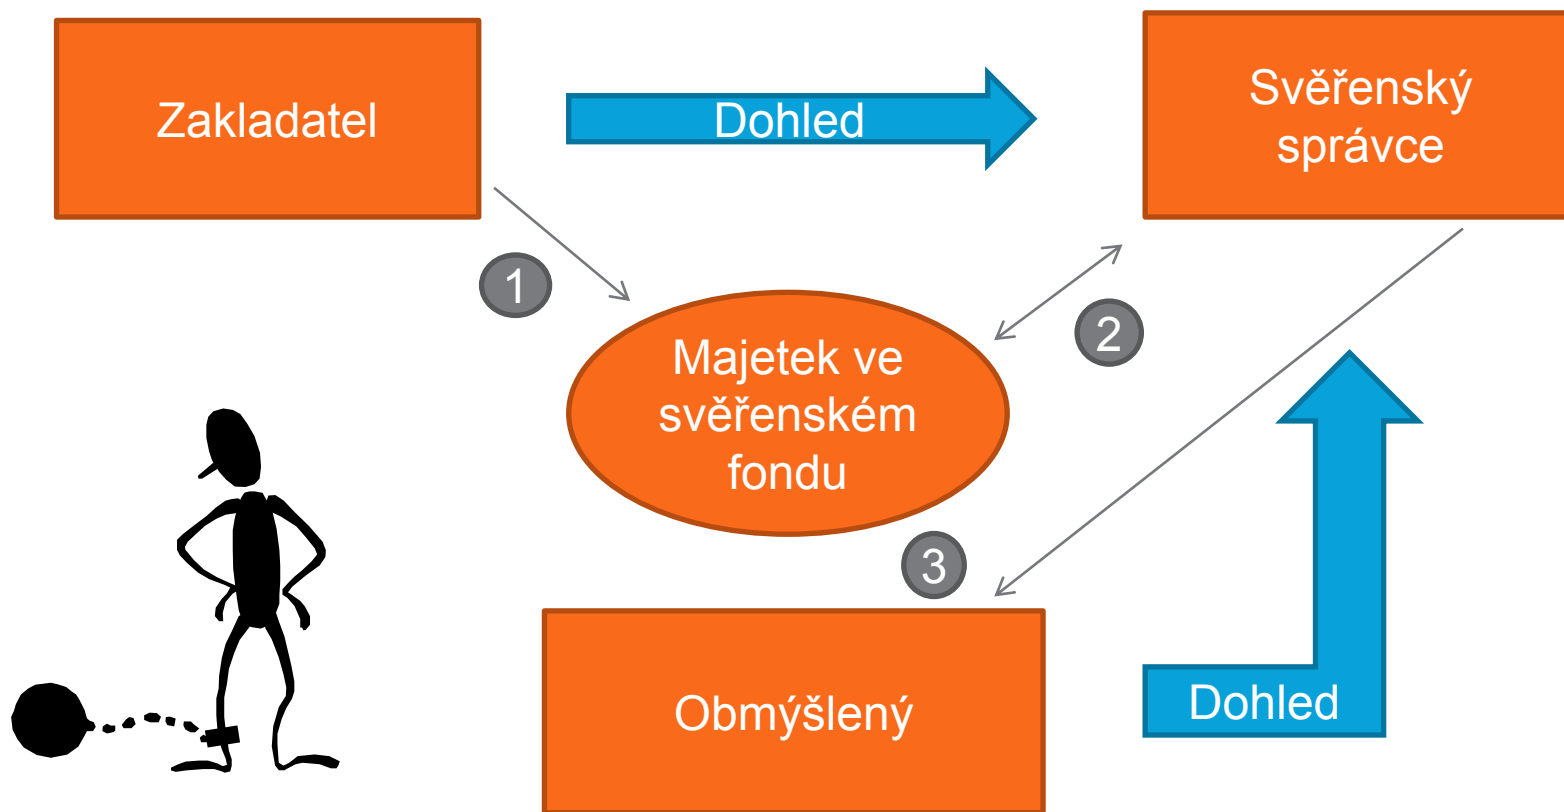 Zakladatel
Dohled
Svěřenský
správce
1
2
Majetek ve
svěřenském
fondu
3
Obmýšlený
Dohled